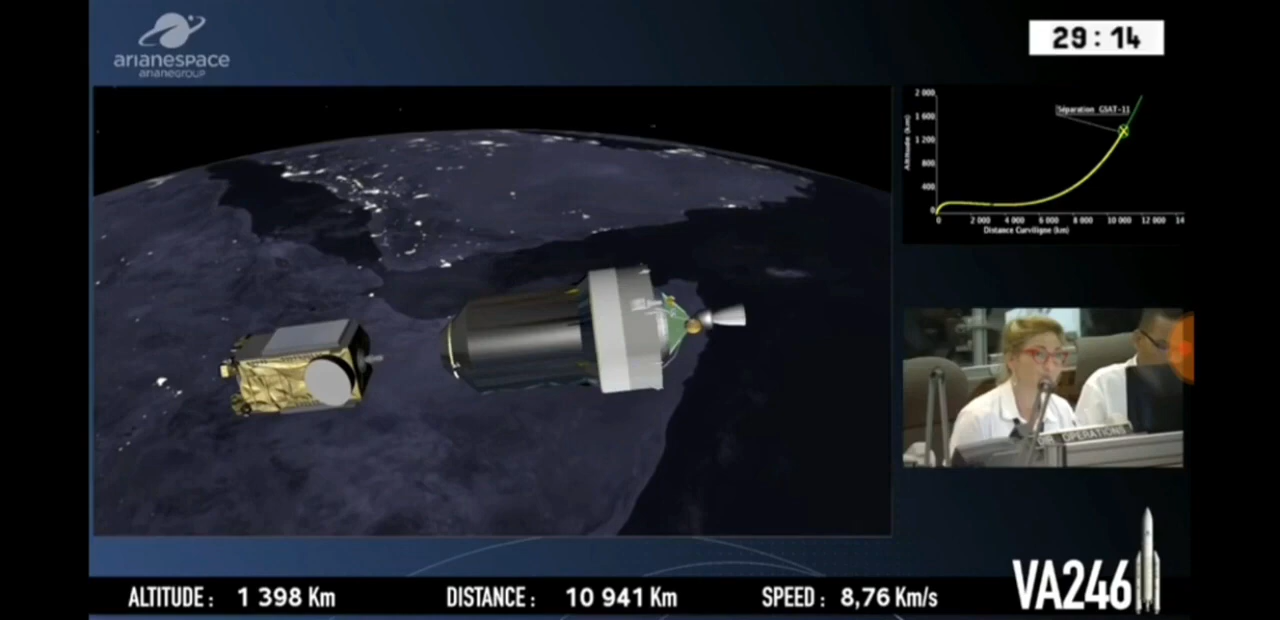 arianespace
ARIANEGROUP
29:14
2 000
1 600
1 200
800
400
0
Altitude (km)
Séparation GSAT-11
0 2 000 4 000 6 000 8 000 10 000 12 000 14
Distance Curviligne (km)
OPERATIONS
ALTITUDE : 1 398 Km DISTANCE : 10 941 Km SPEED : 8,76 Km/s
VA246